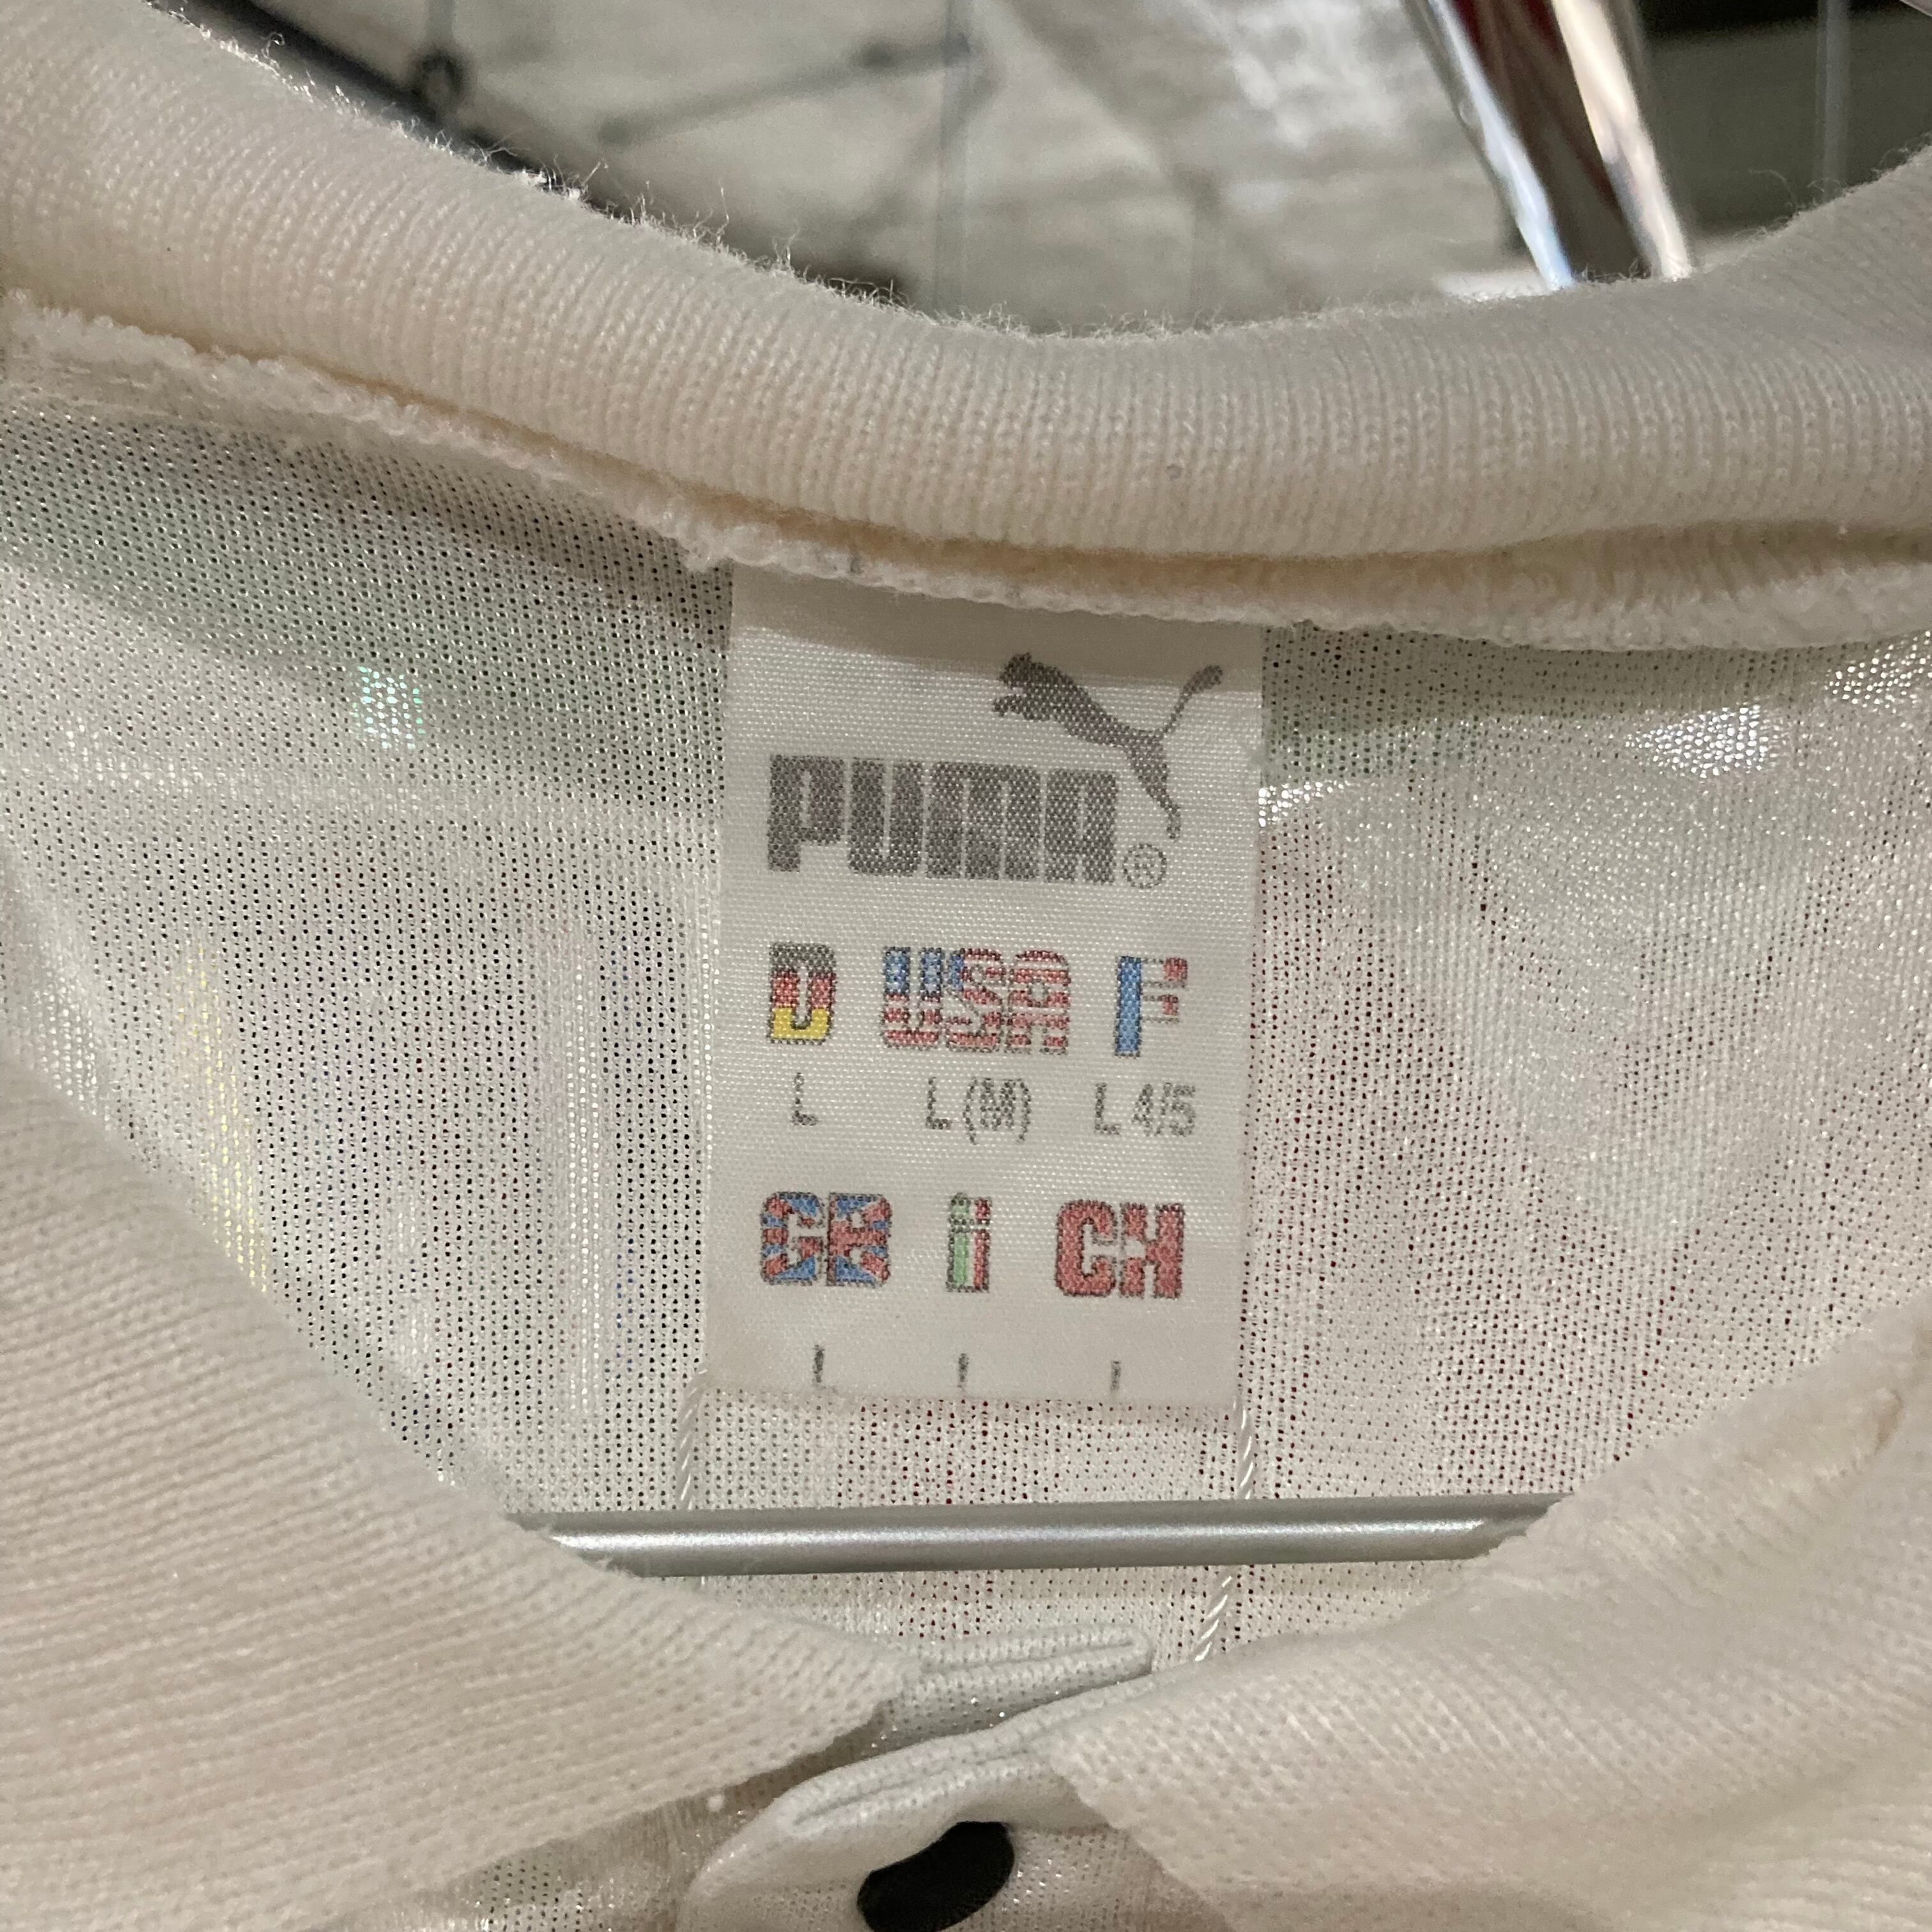 PUMA®
D USA F
L L(M) L 4/5
GB I CH